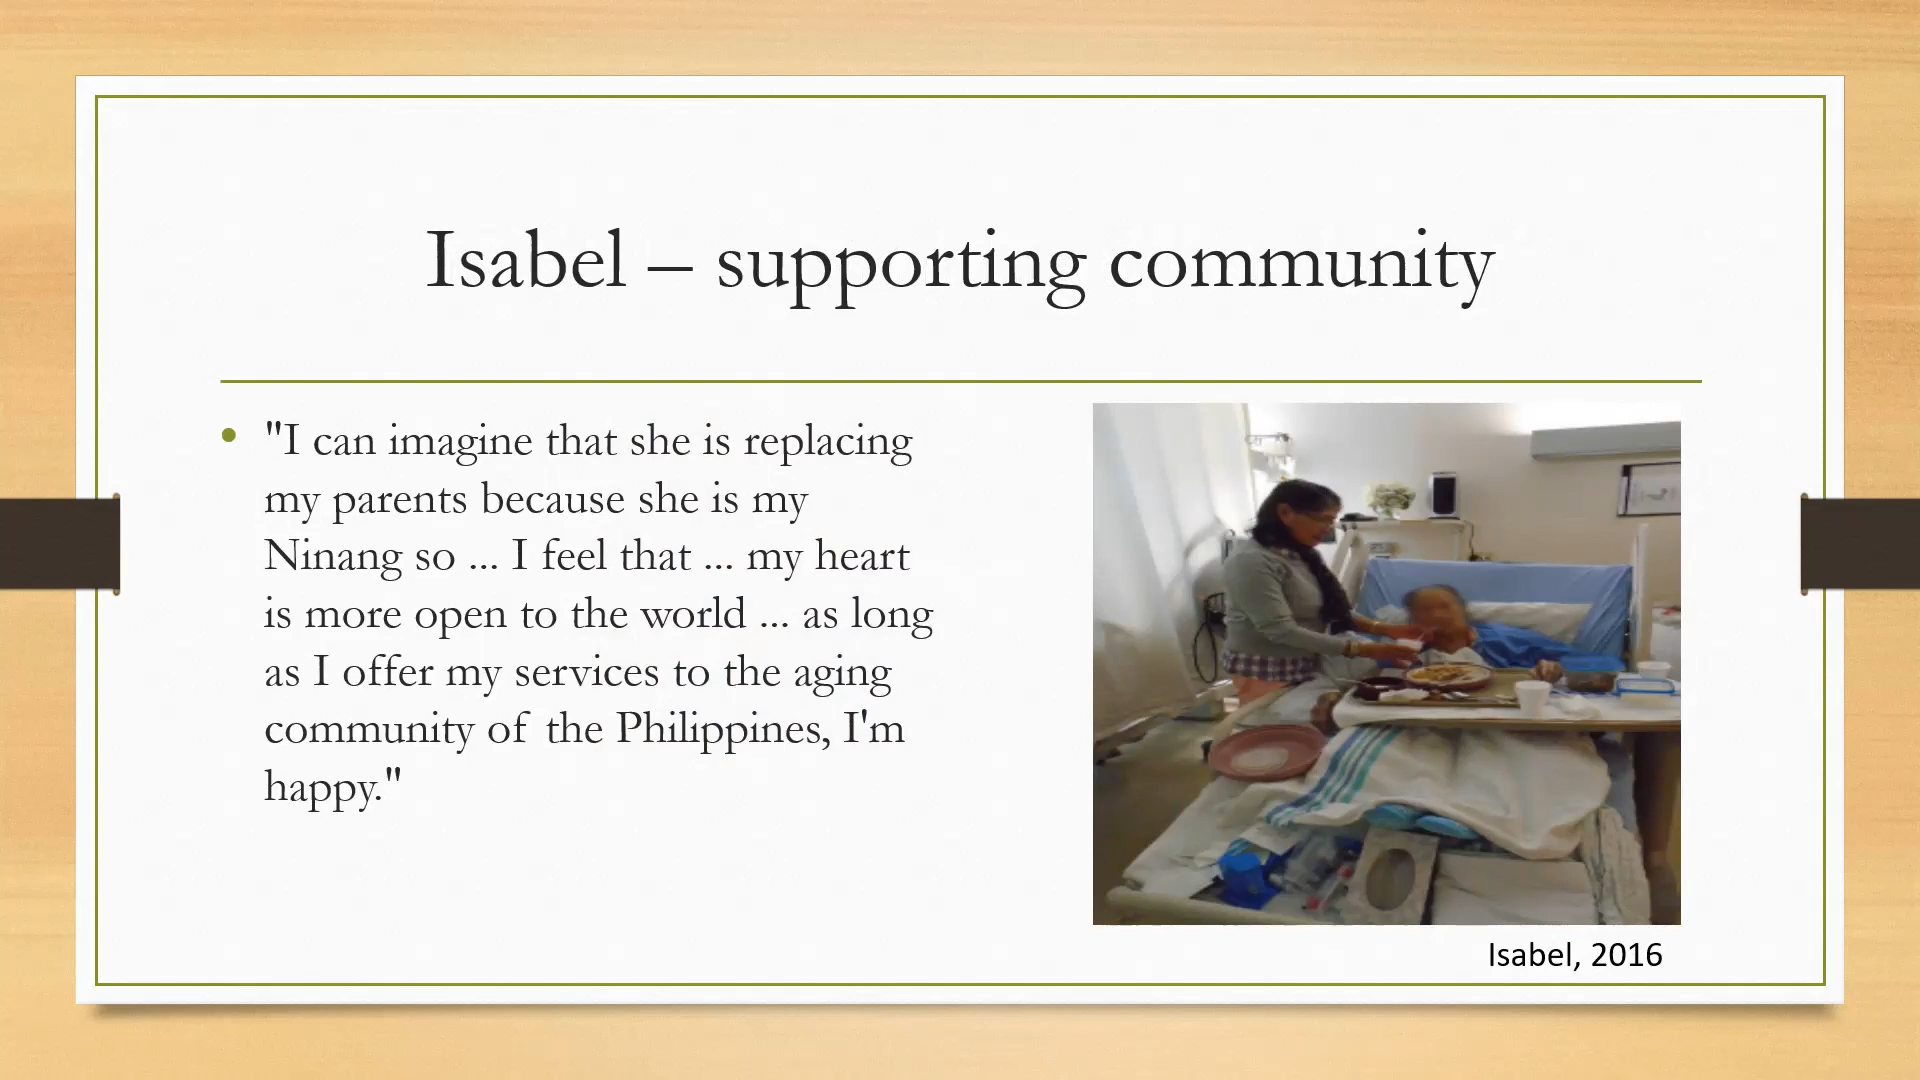 Isabel – supporting community
• "I can imagine that she is replacing
my parents because she is my
Ninang so ... I feel that ... my heart
is more open to the world ... as long
as I offer my services to the aging
community of the Philippines, I'm
happy."
Isabel, 2016